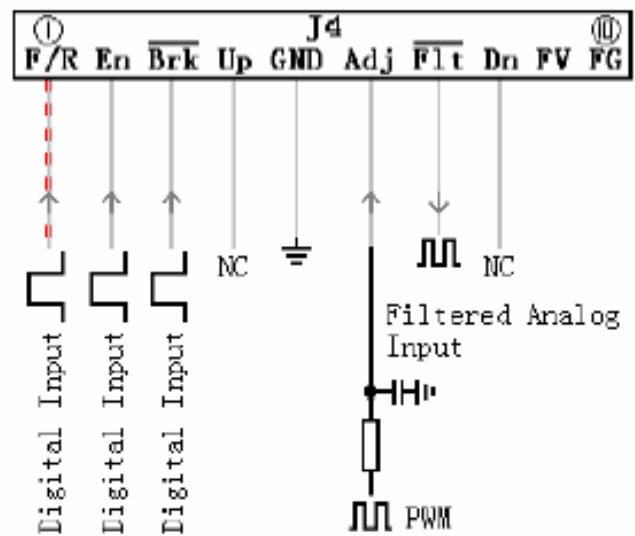 J4
① ⑩
F/R En Brk Up GND Adj Flt Dn FV FG
NC
NC
Filtered Analog
Input
Digital Input
Digital Input
Digital Input
PWM